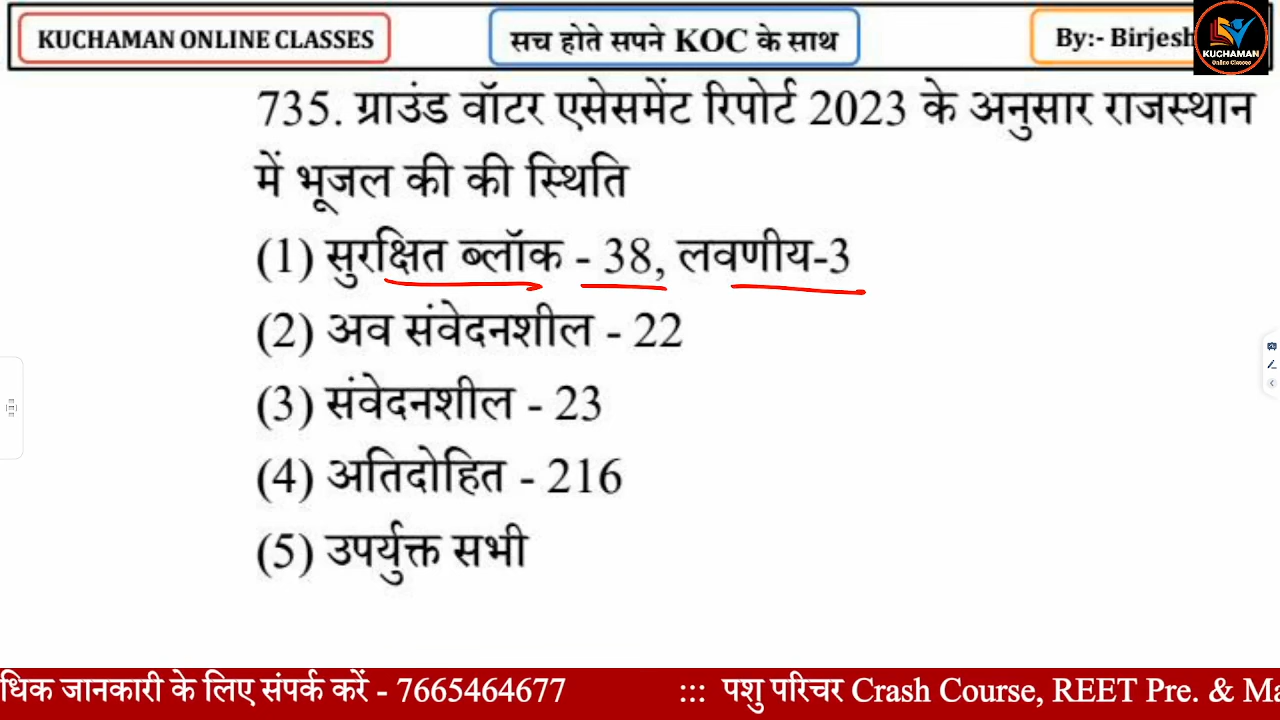 KUCHAMAN ONLINE CLASSES
सच होते सपने KOC के साथ
By:- Birjesh
KUCHAMAN
Online Classes
735. ग्राउंड वॉटर एसेसमेंट रिपोर्ट 2023 के अनुसार राजस्थान
में भूजल की की स्थिति
(1) सुरक्षित ब्लॉक - 38, लवणीय-3
(2) अव संवेदनशील - 22
(3) संवेदनशील - 23
(4) अतिदोहित - 216
(5) उपर्युक्त सभी
धिक जानकारी के लिए संपर्क करें - 7665464677 ::: पशु परिचर Crash Course, REET Pre. & Ma